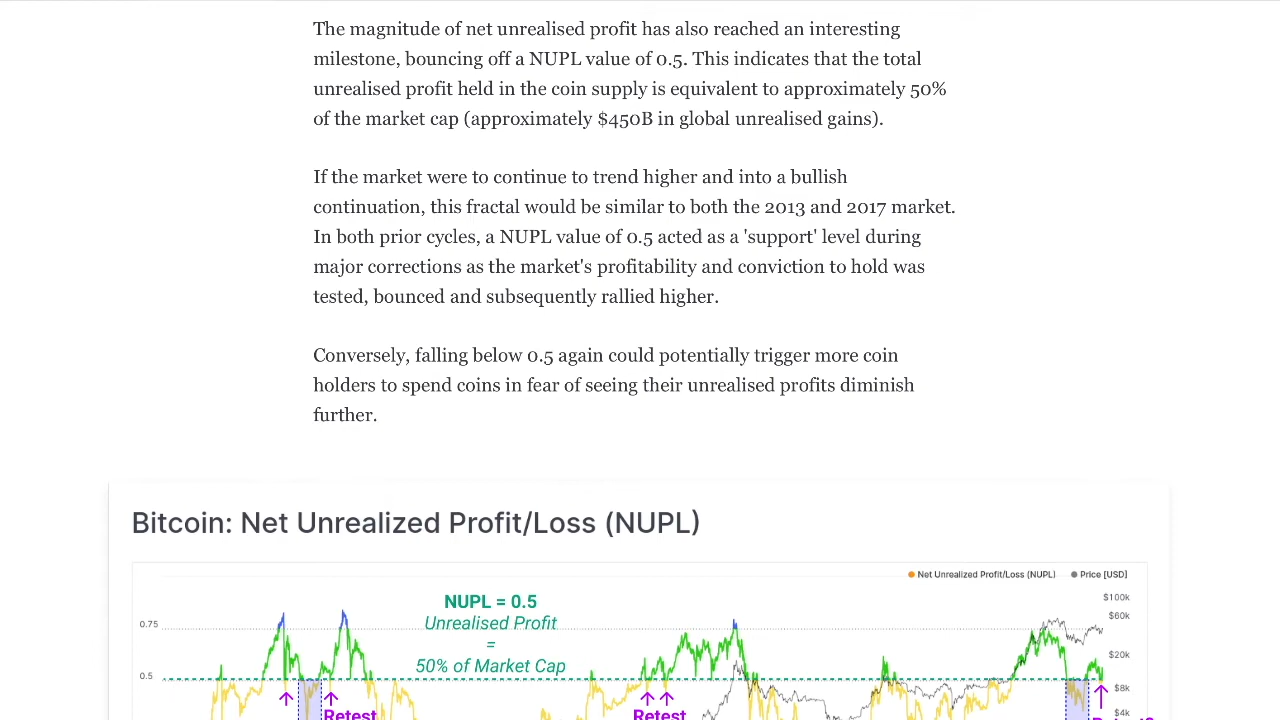 The magnitude of net unrealised profit has also reached an interesting
milestone, bouncing off a NUPL value of 0.5. This indicates that the total
unrealised profit held in the coin supply is equivalent to approximately 50%
of the market cap (approximately $450B in global unrealised gains).
If the market were to continue to trend higher and into a bullish
continuation, this fractal would be similar to both the 2013 and 2017 market.
In both prior cycles, a NUPL value of 0.5 acted as a 'support' level during
major corrections as the market's profitability and conviction to hold was
tested, bounced and subsequently rallied higher.
Conversely, falling below 0.5 again could potentially trigger more coin
holders to spend coins in fear of seeing their unrealised profits diminish
further.
Bitcoin: Net Unrealized Profit/Loss (NUPL)
Net Unrealized Profit/Loss (NUPL) Price [USD]
NUPL = 0.5
Unrealised Profit
=
50% of Market Cap
0.75
0.5
$100k
$60k
$20k
$8k
$4k
Retest
Retest